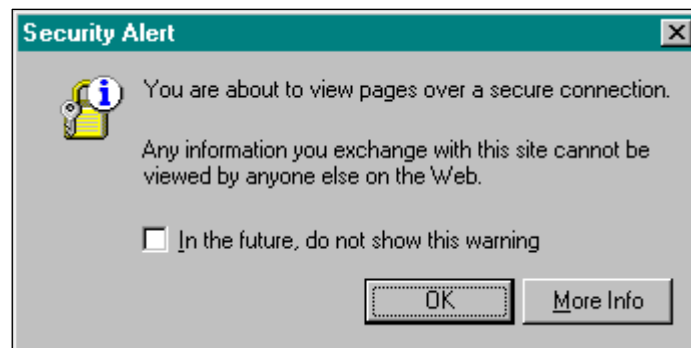 Security Alert
You are about to view pages over a secure connection.
Any information you exchange with this site cannot be
viewed by anyone else on the Web.
In the future, do not show this warning
OK
More Info